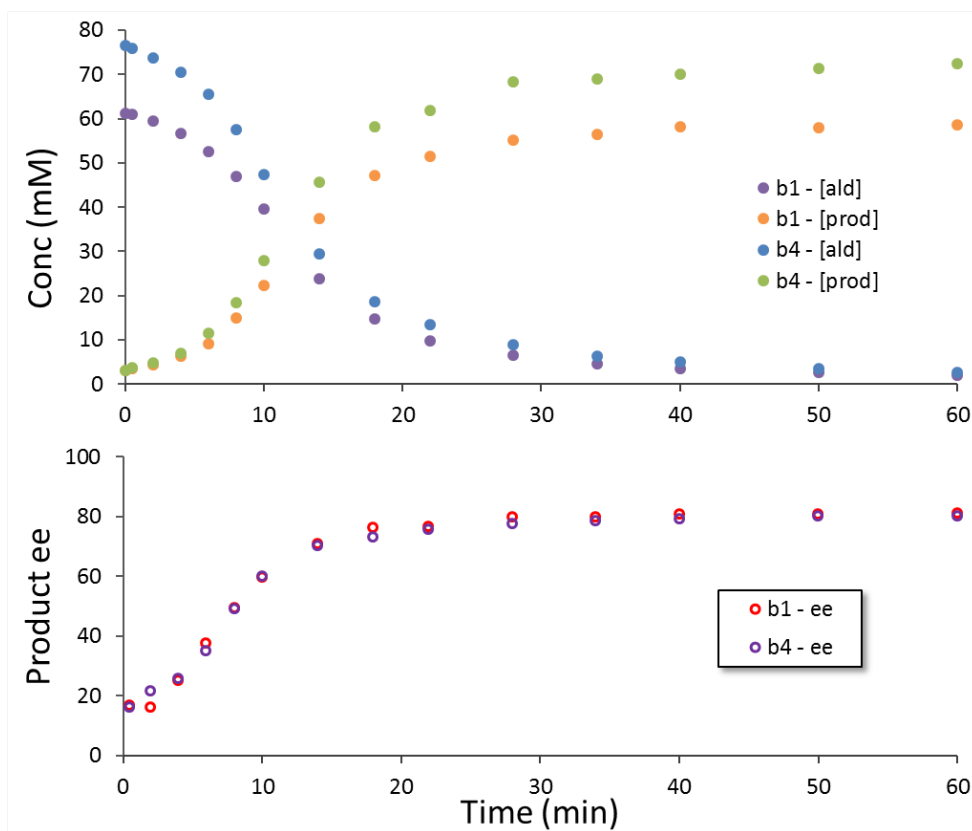 80
70
60
50
40
30
20
10
0
Conc (mM)
b1 - [ald]
b1 - [prod]
b4 - [ald]
b4 - [prod]
0 10 20 30 40 50 60
100
80
60
40
20
0
Product ee
b1 - ee
b4 - ee
0 10 20 30 40 50 60
Time (min)